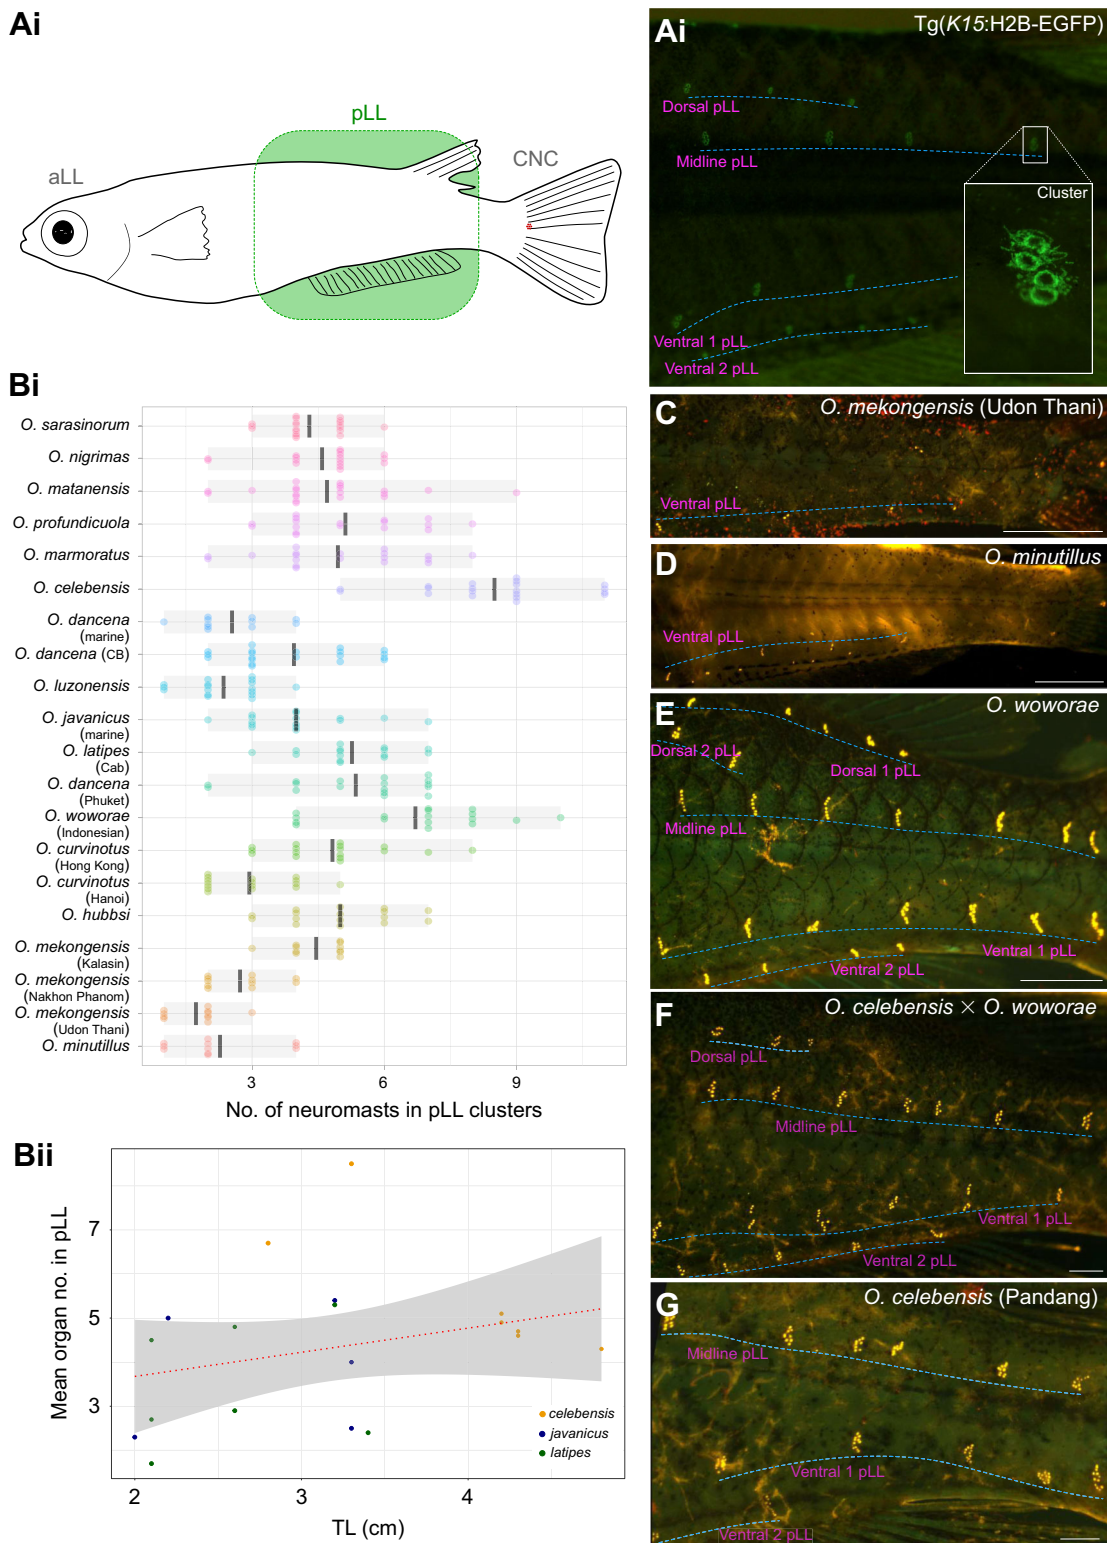 Ai
pLL
aLL
CNC
Bi
O. sarasinorum
O. nigrimas
O. matanensis
O. profundicuola
O. marmoratus
O. celebensis
O. dancena
(marine)
O. dancena (CB)
O. luzonensis
O. javanicus
(marine)
O. latipes
(Cab)
O. dancena
(Phuket)
O. woworae
(Indonesian)
O. curvinotus
(Hong Kong)
O. curvinotus
(Hanoi)
O. hubbsi
O. mekongensis
(Kalasin)
O. mekongensis
(Nakhon Phanom)
O. mekongensis
(Udon Thani)
O. minutillus
3 6 9
No. of neuromasts in pLL clusters
Bii
Mean organ no. in pLL
7
5
3
celebensis
javanicus
latipes
2 3 4
TL (cm)
Ai
Tg(K15:H2B-EGFP)
Dorsal pLL
Midline pLL
Cluster
Ventral 1 pLL
Ventral 2 pLL
C
O. mekongensis (Udon Thani)
Ventral pLL
D
O. minutillus
Ventral pLL
E
O. woworae
Dorsal 2 pLL
Dorsal 1 pLL
Midline pLL
Ventral 1 pLL
Ventral 2 pLL
F
O. celebensis × O. woworae
Dorsal pLL
Midline pLL
Ventral 1 pLL
Ventral 2 pLL
G
O. celebensis (Pandang)
Midline pLL
Ventral 1 pLL
Ventral 2 pLL